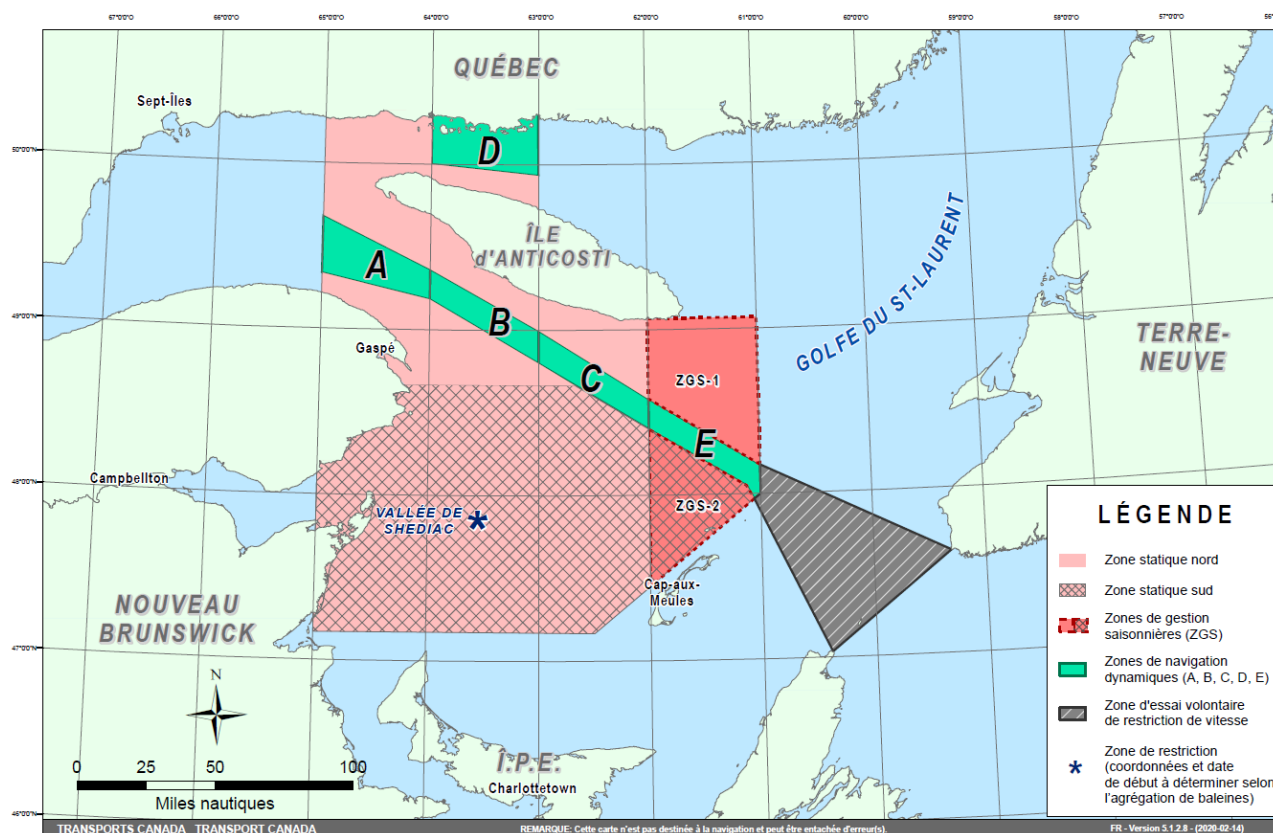 67°0'0"O
66°0'0"O
65°0'0"O
64°0'0"O
63°0'0"O
62°0'0"O
61°0'0"O
60°0'0"O
59°0'0"O
58°0'0"O
57°0'0"O
QUÉBEC
Sept-Îles
50°0'0"N
D
ÎLE
d'ANTICOSTI
A
GOLFE DU ST-LAURENT
49°0'0"N
B
TERRE-
NEUVE
Gaspé
C
ZGS-1
E
Campbellton
48°0'0"N
ZGS-2
VALLÉE DE
SHEDIAC
*
Cap-aux-
Meules
NOUVEAU
BRUNSWICK
47°0'0"N
N
Î.P.E.
Charlottetown
0 25 50 100
Miles nautiques
46°0'0"N
LÉGENDE
Zone statique nord
Zone statique sud
Zones de gestion
saisonnières (ZGS)
Zones de navigation
dynamiques (A, B, C, D, E)
Zone d'essai volontaire
de restriction de vitesse
* Zone de restriction
(coordonnées et date
de début à déterminer selon
l'agrégation de baleines)
TRANSPORTS CANADA TRANSPORT CANADA
REMARQUE: Cette carte n'est pas destinée à la navigation et peut être entachée d'erreur(s).
FR - Version 5.1.2.8 - (2020-02-14)